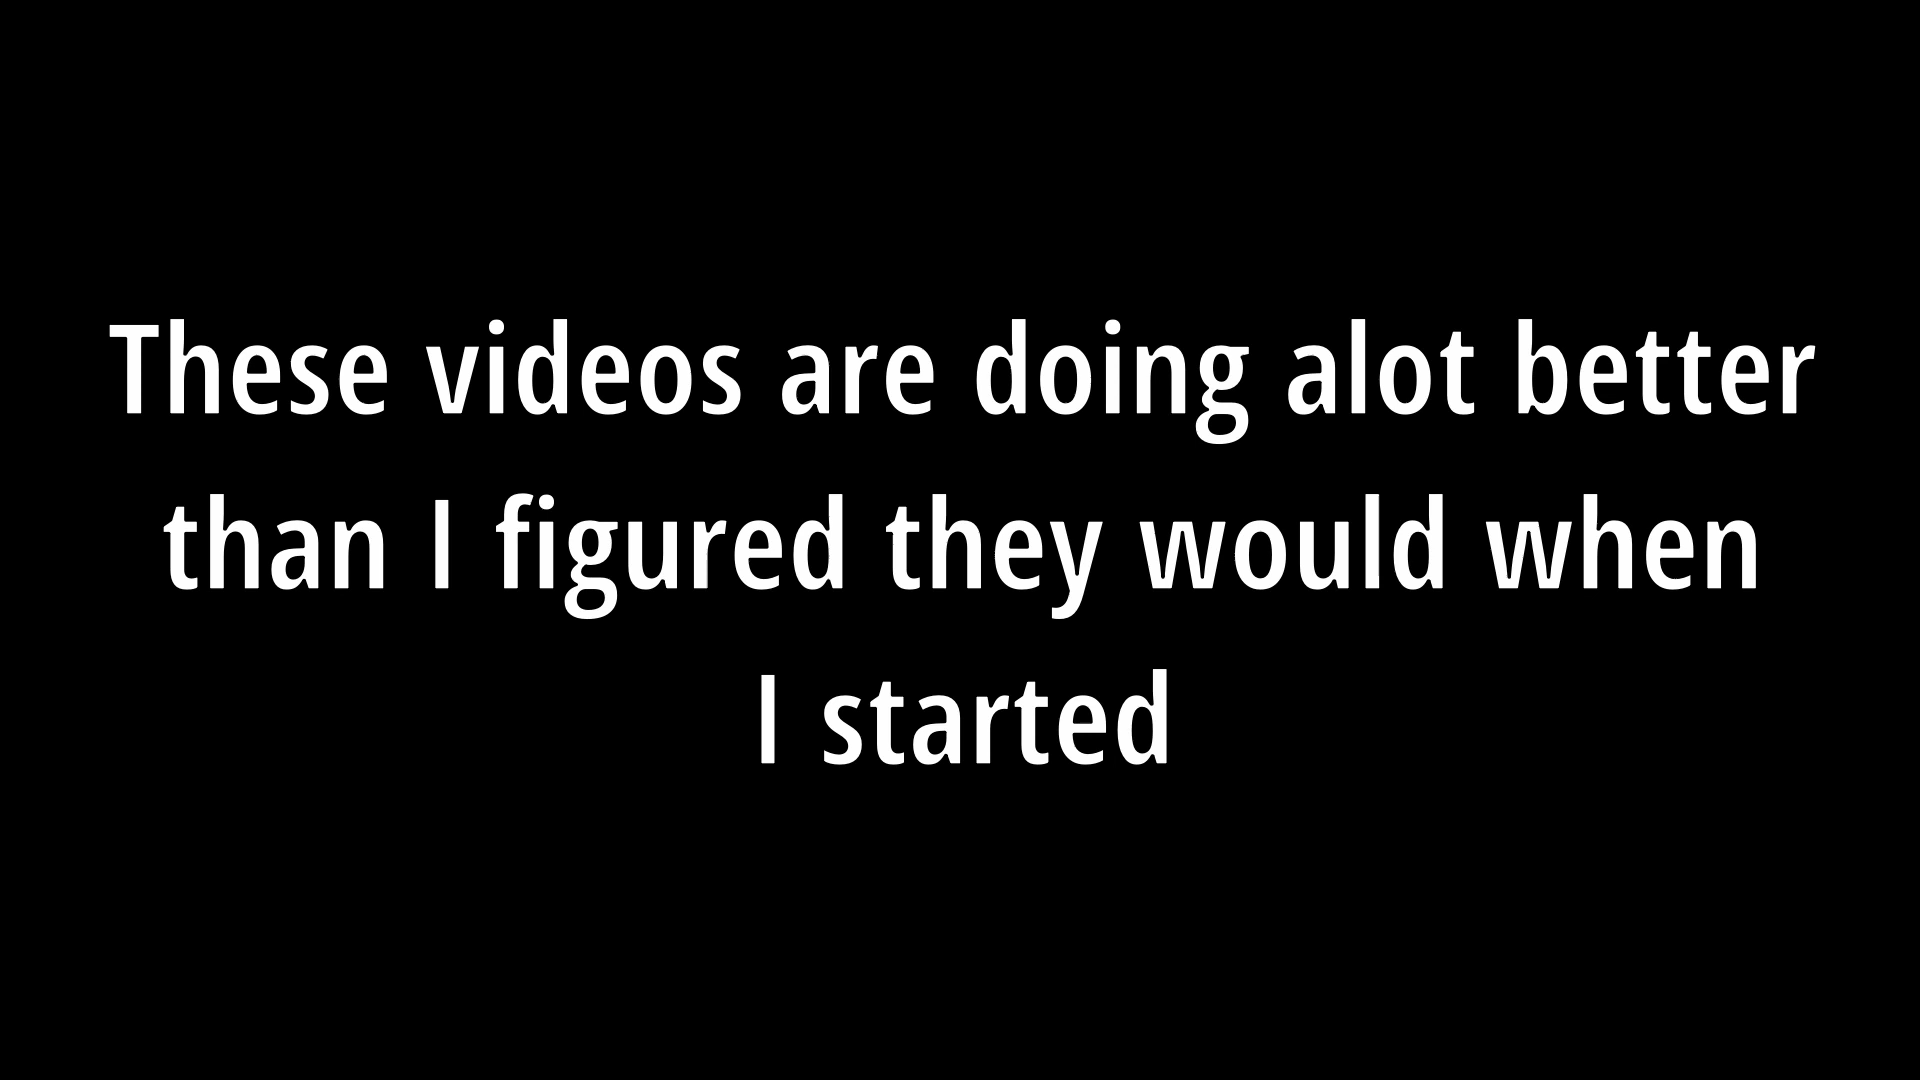 These videos are doing alot better
than I figured they would when
I started